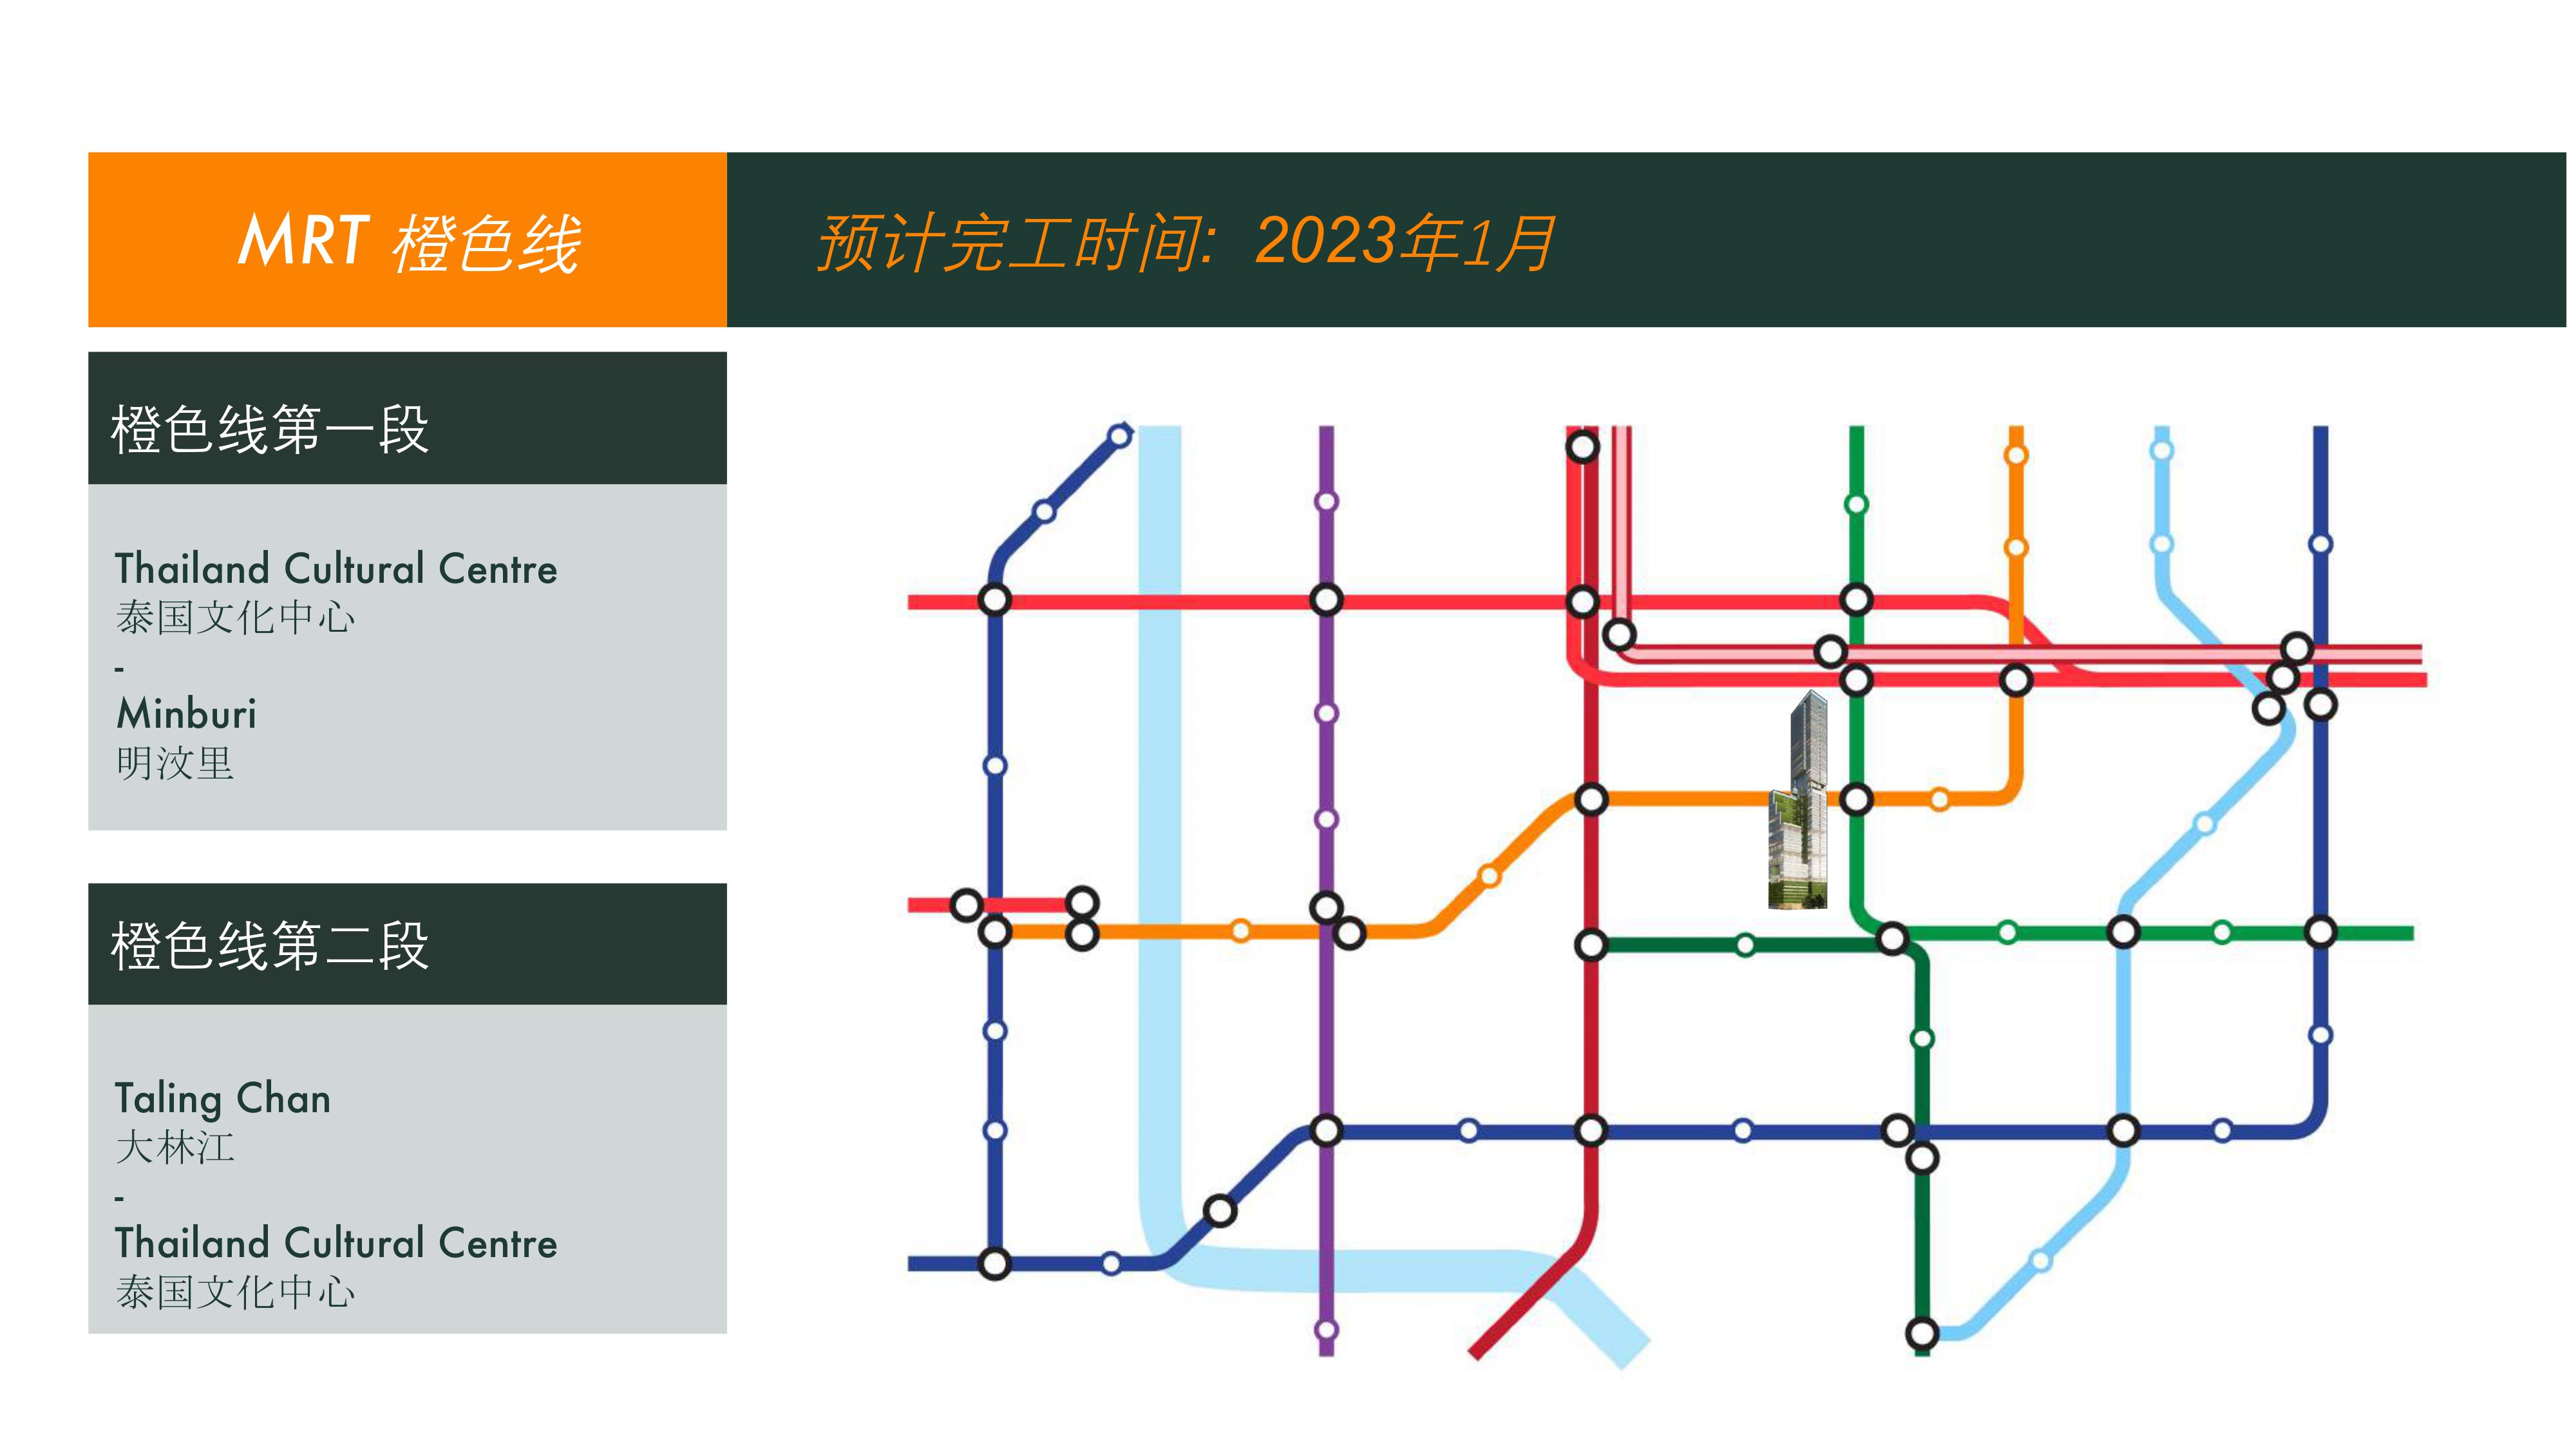 MRT 橙色线
预计完工时间: 2023年1月
橙色线第一段
Thailand Cultural Centre
泰国文化中心
-
Minburi
明汶里
橙色线第二段
Taling Chan
大林江
-
Thailand Cultural Centre
泰国文化中心